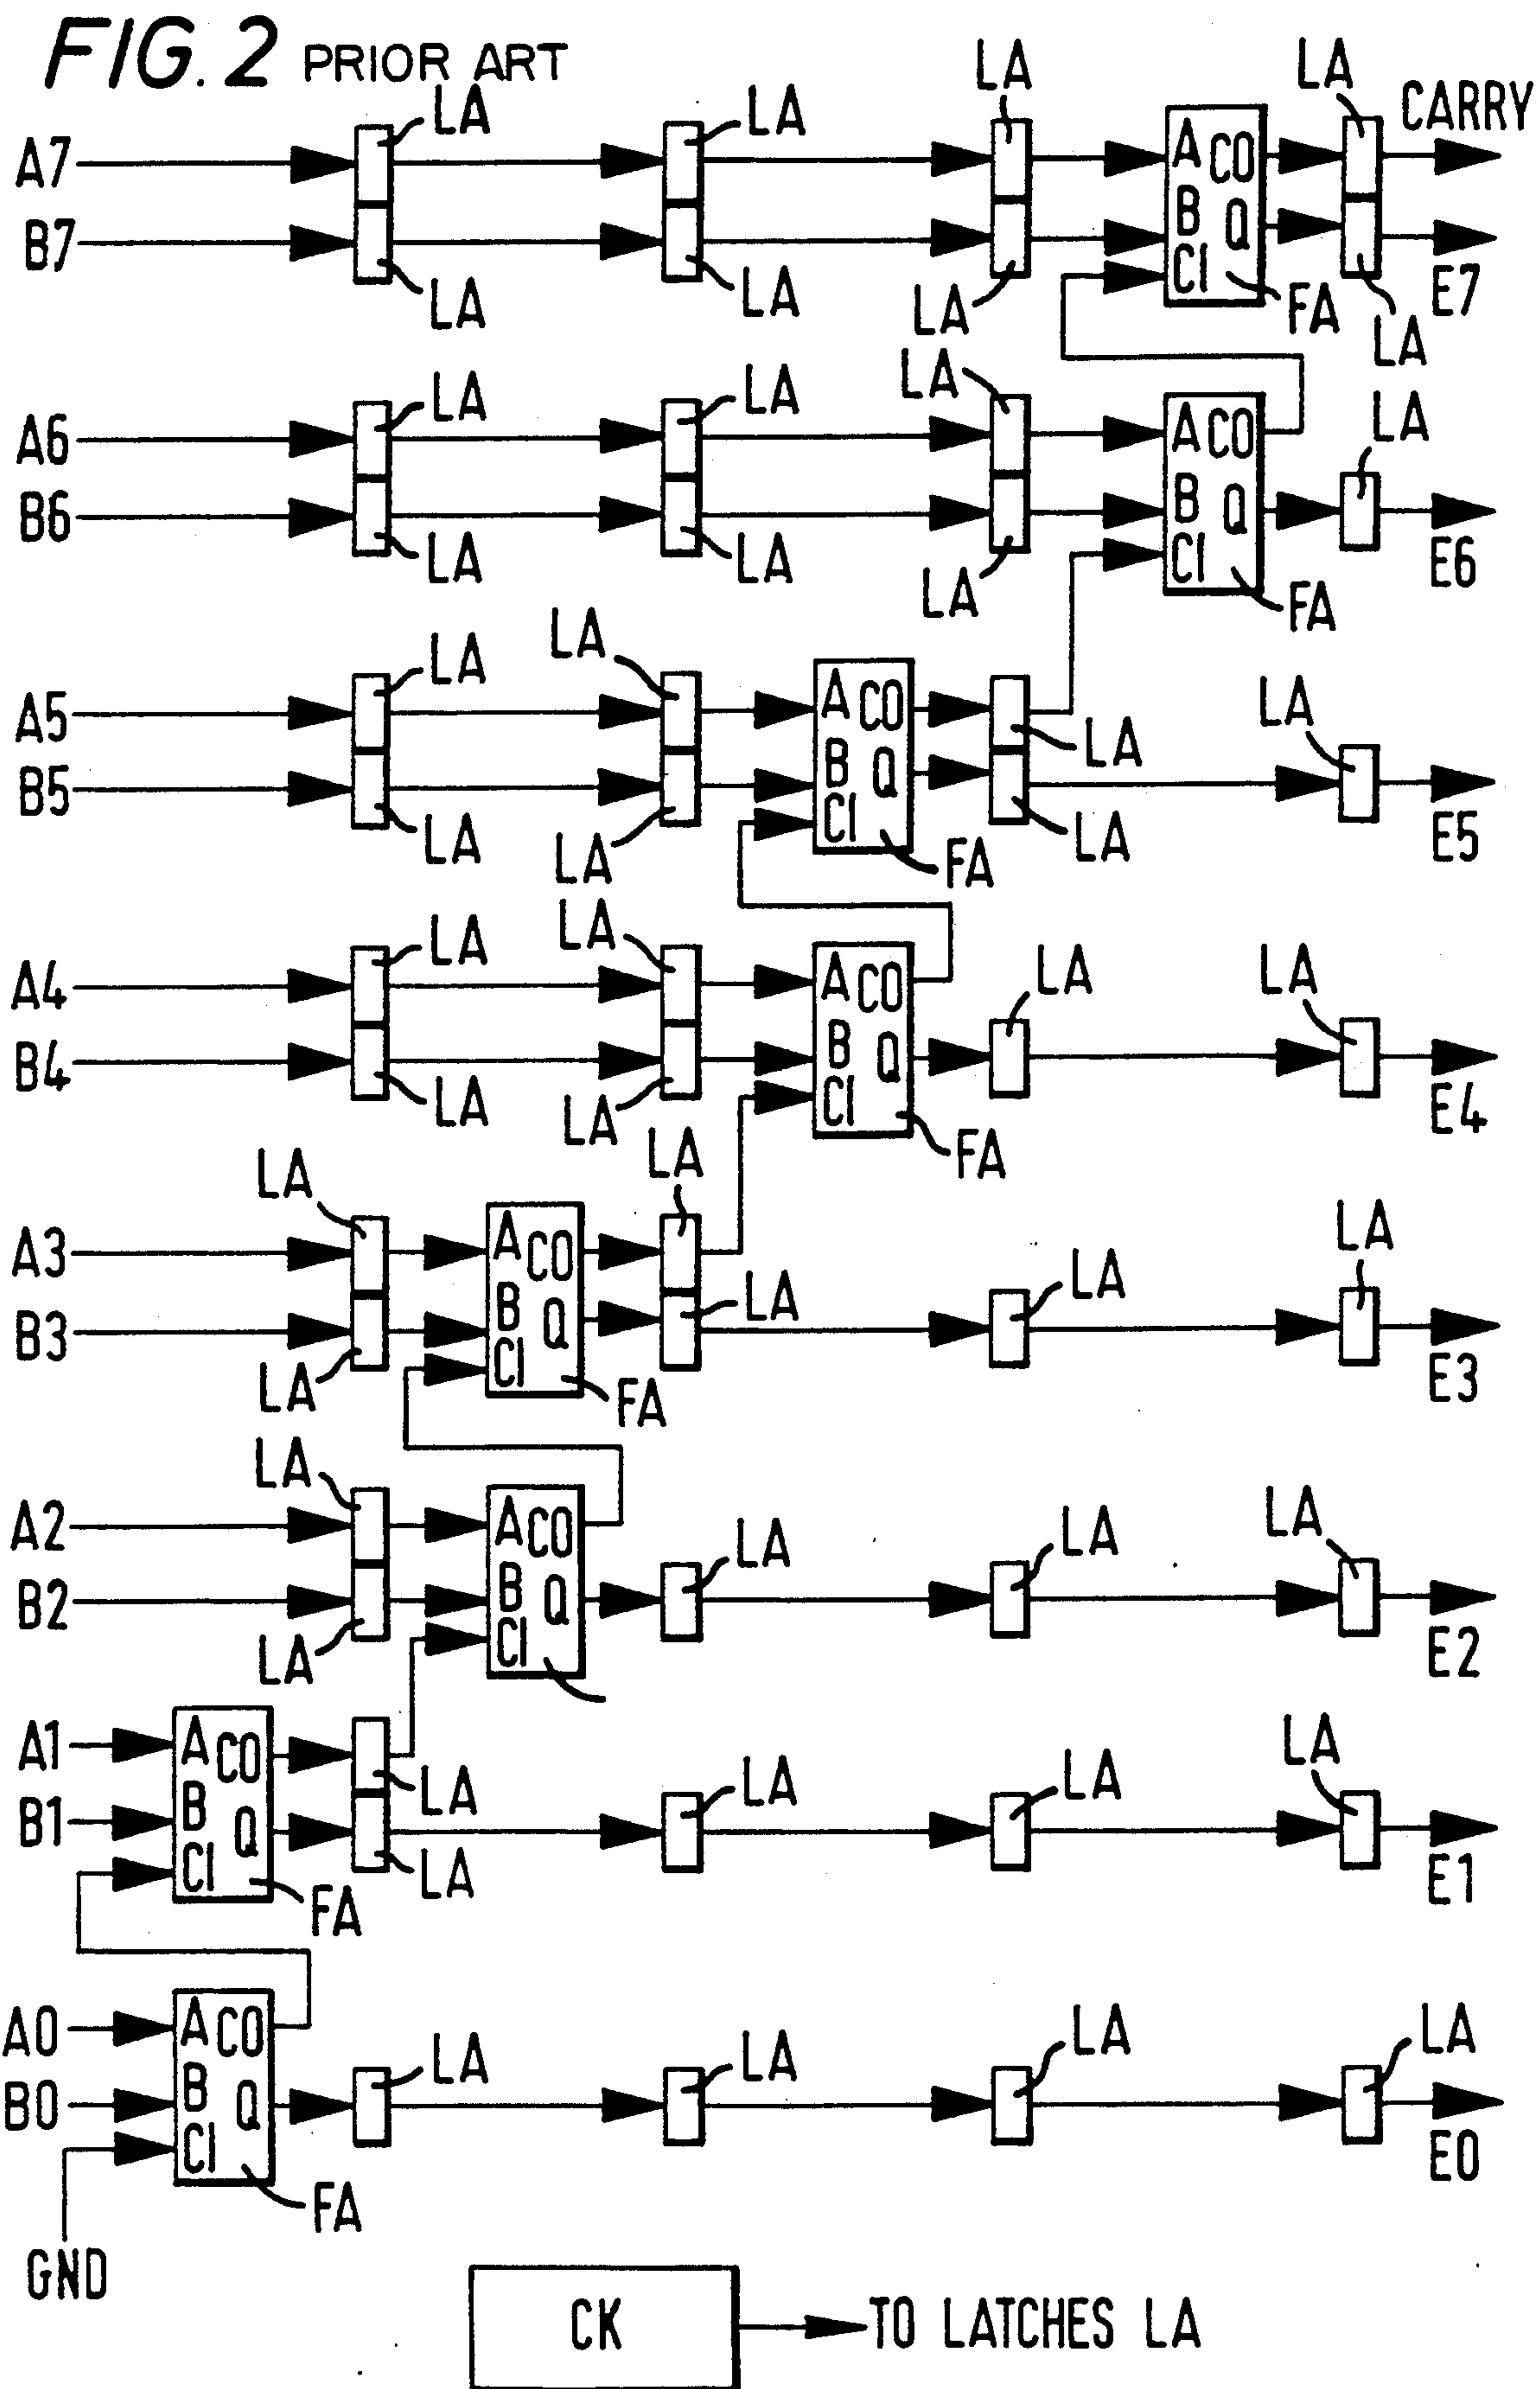 FIG. 2 PRIOR ART
LA LA LA LA CARRY
A7 A CO
B7 B Q
CI
LA LA LA FA LA E7
LA LA LA LA
A6 A CO
B6 B Q
CI
LA LA LA FA E6
LA LA LA
A5 A CO LA
B5 B Q
CI
LA LA FA LA E5
LA LA LA LA
A4 A CO
B4 B Q
CI
LA LA FA E4
LA LA LA
A3 A CO LA
B3 B Q LA
CI
LA FA E3
LA LA
A2 A CO LA LA
B2 B Q
CI
LA E2
A1 A CO LA LA LA LA
B1 B Q
CI
FA LA E1
A0 A CO LA LA LA LA
B0 B Q
CI
FA E0
GND
CK TO LATCHES LA